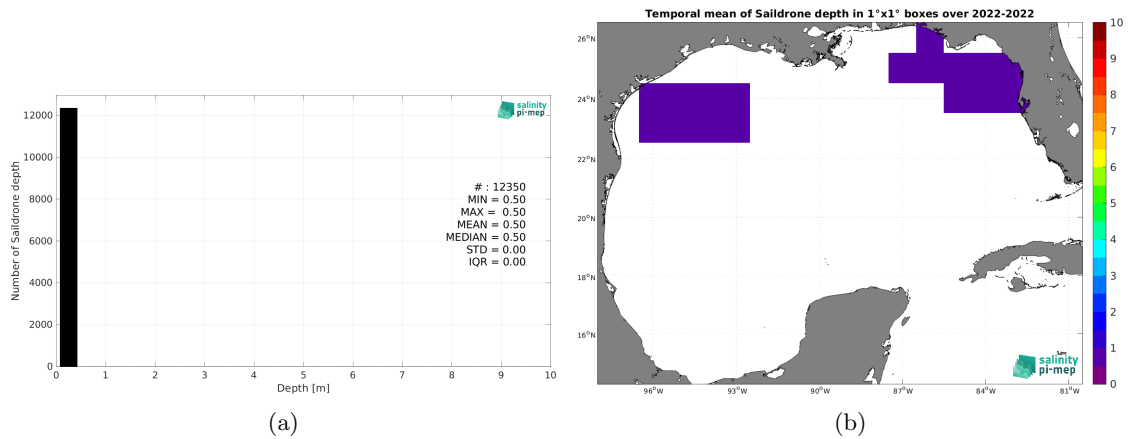 12000
10000
8000
6000
4000
2000
0
Number of Saildrone depth
salinity
pi-mep
# : 12350
MIN = 0.50
MAX = 0.50
MEAN = 0.50
MEDIAN = 0.50
STD = 0.00
IQR = 0.00
0 1 2 3 4 5 6 7 8 9 10
Depth [m]
(a)
Temporal mean of Saildrone depth in 1°x1° boxes over 2022-2022
26°N
24°N
22°N
20°N
18°N
16°N
96°W 93°W 90°W 87°W 84°W 81°W
salinity
pi-mep
10
9
8
7
6
5
4
3
2
1
0
(b)